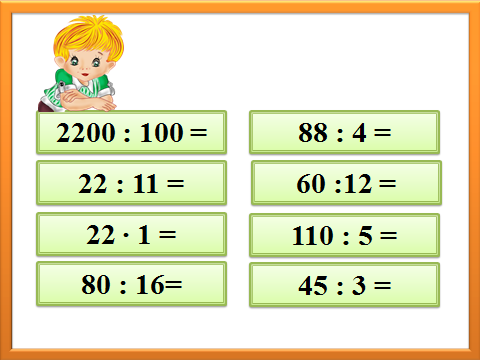 2200 : 100 =
88 : 4 =
22 : 11 =
60 :12 =
22 · 1 =
110 : 5 =
80 : 16=
45 : 3 =